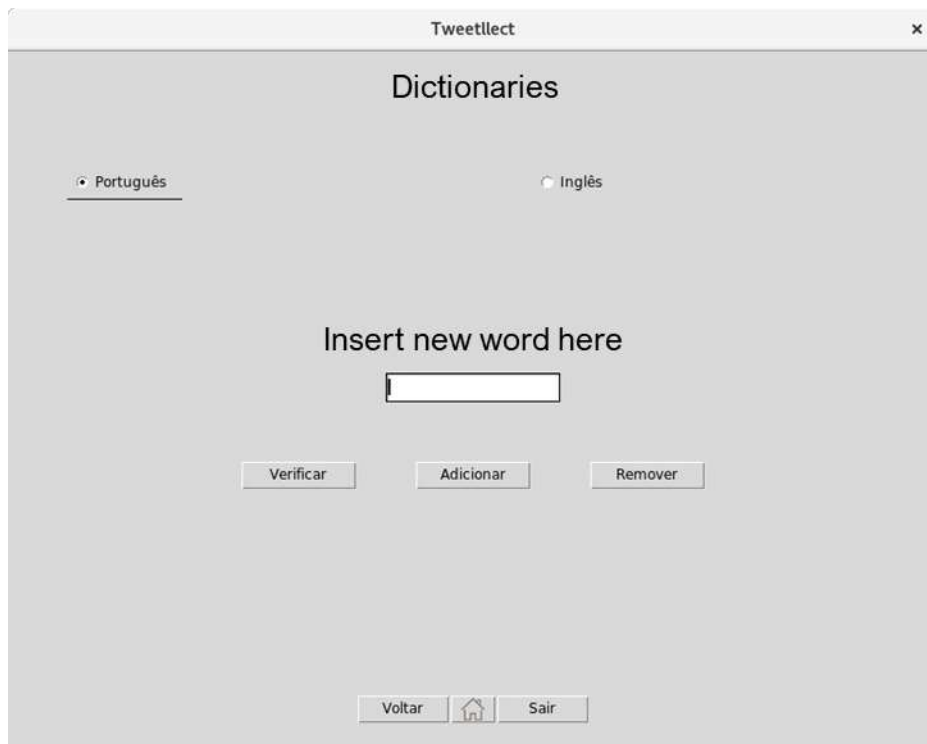 Tweetllect
Dictionaries
Português Inglês
Insert new word here
Verificar Adicionar Remover
Voltar Sair